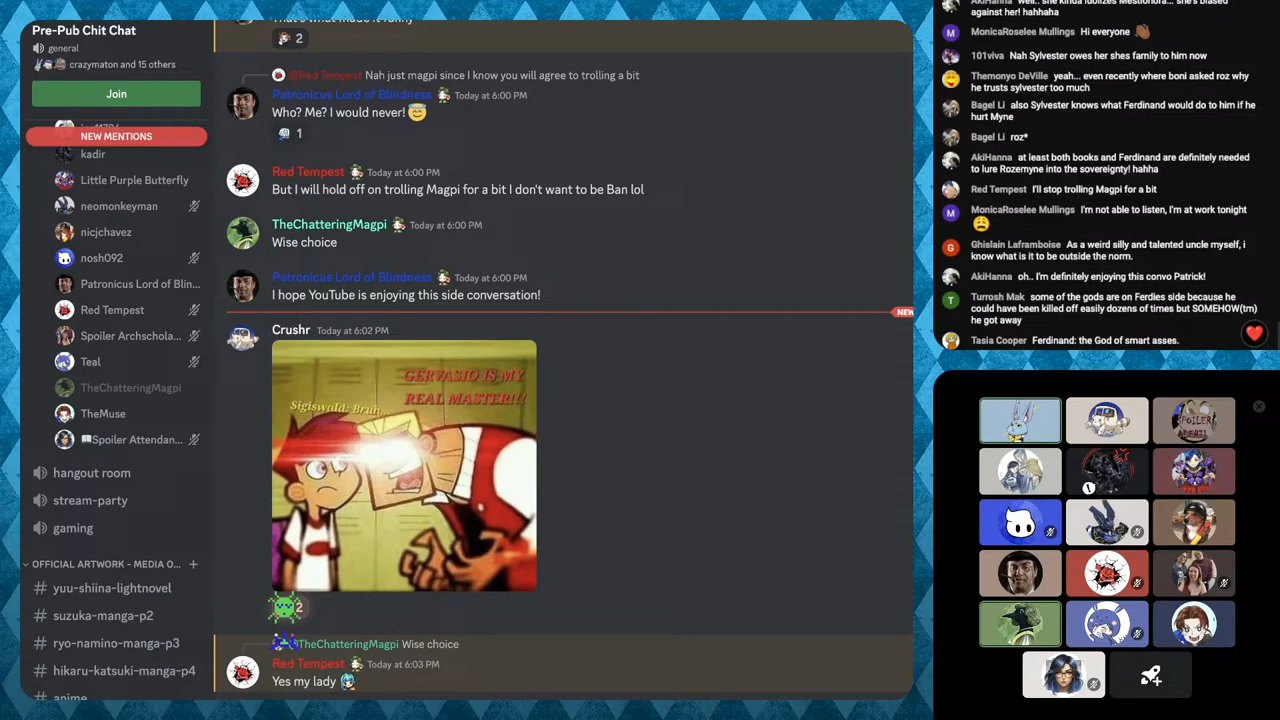 Pre-Pub Chit Chat
general
crazymaton and 15 others
Join
NEW MENTIONS
kadir
Little Purple Butterfly
neomonkeyman
nicjchavez
nosh092
Patronicus Lord of Blin...
Red Tempest
Spoiler Archschola...
Teal
TheChatteringMagpi
TheMuse
Spoiler Attendan...
hangout room
stream-party
gaming
OFFICIAL ARTWORK - MEDIA O...
# yuu-shiina-lightnovel
# suzuka-manga-p2
# ryo-namino-manga-p3
# hikaru-katsuki-manga-p4
# anime
That's what made it funny
2
@Red Tempest Nah just magpi since I know you will agree to trolling a bit
Patronicus Lord of Blindness Today at 6:00 PM
Who? Me? I would never! 😇
1
Red Tempest Today at 6:00 PM
But I will hold off on trolling Magpi for a bit I don't want to be Ban lol
TheChatteringMagpi Today at 6:00 PM
Wise choice
Patronicus Lord of Blindness Today at 6:00 PM
I hope YouTube is enjoying this side conversation!
NEW
Crushr Today at 6:02 PM
GERVASIO IS MY
REAL MASTER!!!
Sigiswald: Bruh
2
@TheChatteringMagpi Wise choice
Red Tempest Today at 6:03 PM
Yes my lady
AkiHanna well.. she kinda idolizes Mestionora... she's biased
against her! hahhaha
MonicaRoselee Mullings Hi everyone 👋🏾
101viva Nah Sylvester owes her shes family to him now
Themonyo DeVille yeah... even recently where boni asked roz why
he trusts sylvester too much
Bagel Li also Sylvester knows what Ferdinand would do to him if he
hurt Myne
Bagel Li roz*
AkiHanna at least both books and Ferdinand are definitely needed
to lure Rozemyne into the sovereignty! hahha
Red Tempest I'll stop trolling Magpi for a bit
MonicaRoselee Mullings I'm not able to listen, I'm at work tonight
😩
Ghislain Laframboise As a weird silly and talented uncle myself, i
know what is it to be outside the norm.
AkiHanna oh.. I'm definitely enjoying this convo Patrick!
Turrosh Mak some of the gods are on Ferdies side because he
could have been killed off easily dozens of times but SOMEHOW(tm)
he got away
Tasia Cooper Ferdinand: the God of smart asses.
SPOILER
ALERT!